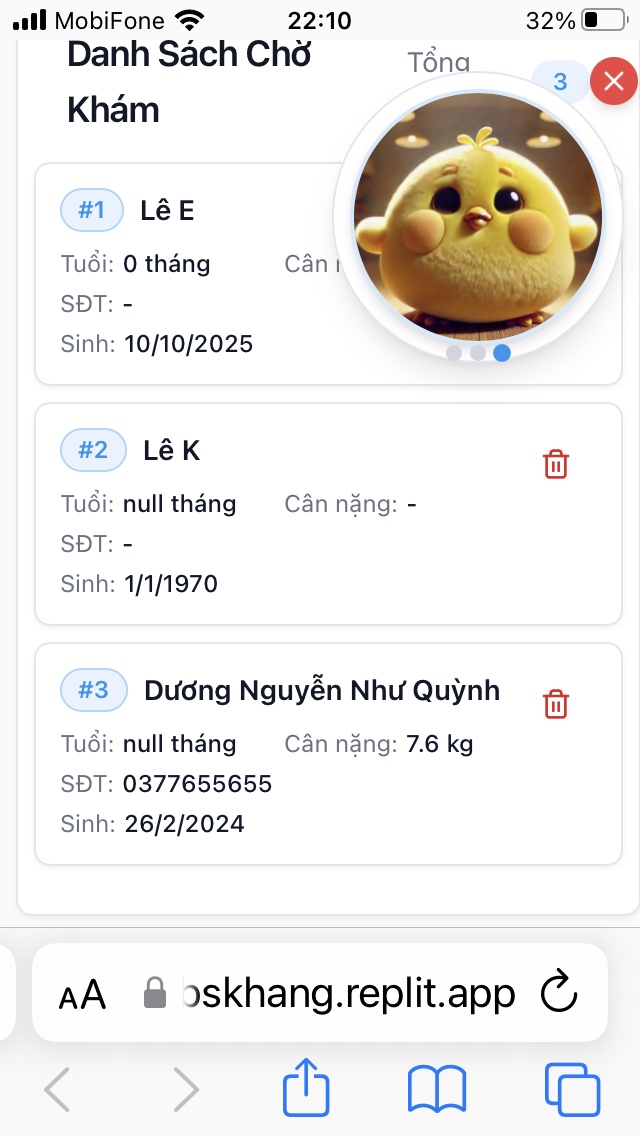 MobiFone 22:10 32%
Danh Sách Chờ
Khám
Tổng
3
#1 Lê E
Tuổi: 0 tháng Cân
SĐT: -
Sinh: 10/10/2025
#2 Lê K
Tuổi: null tháng Cân nặng: -
SĐT: -
Sinh: 1/1/1970
#3 Dương Nguyễn Như Quỳnh
Tuổi: null tháng Cân nặng: 7.6 kg
SĐT: 0377655655
Sinh: 26/2/2024
AA bskhang.replit.app